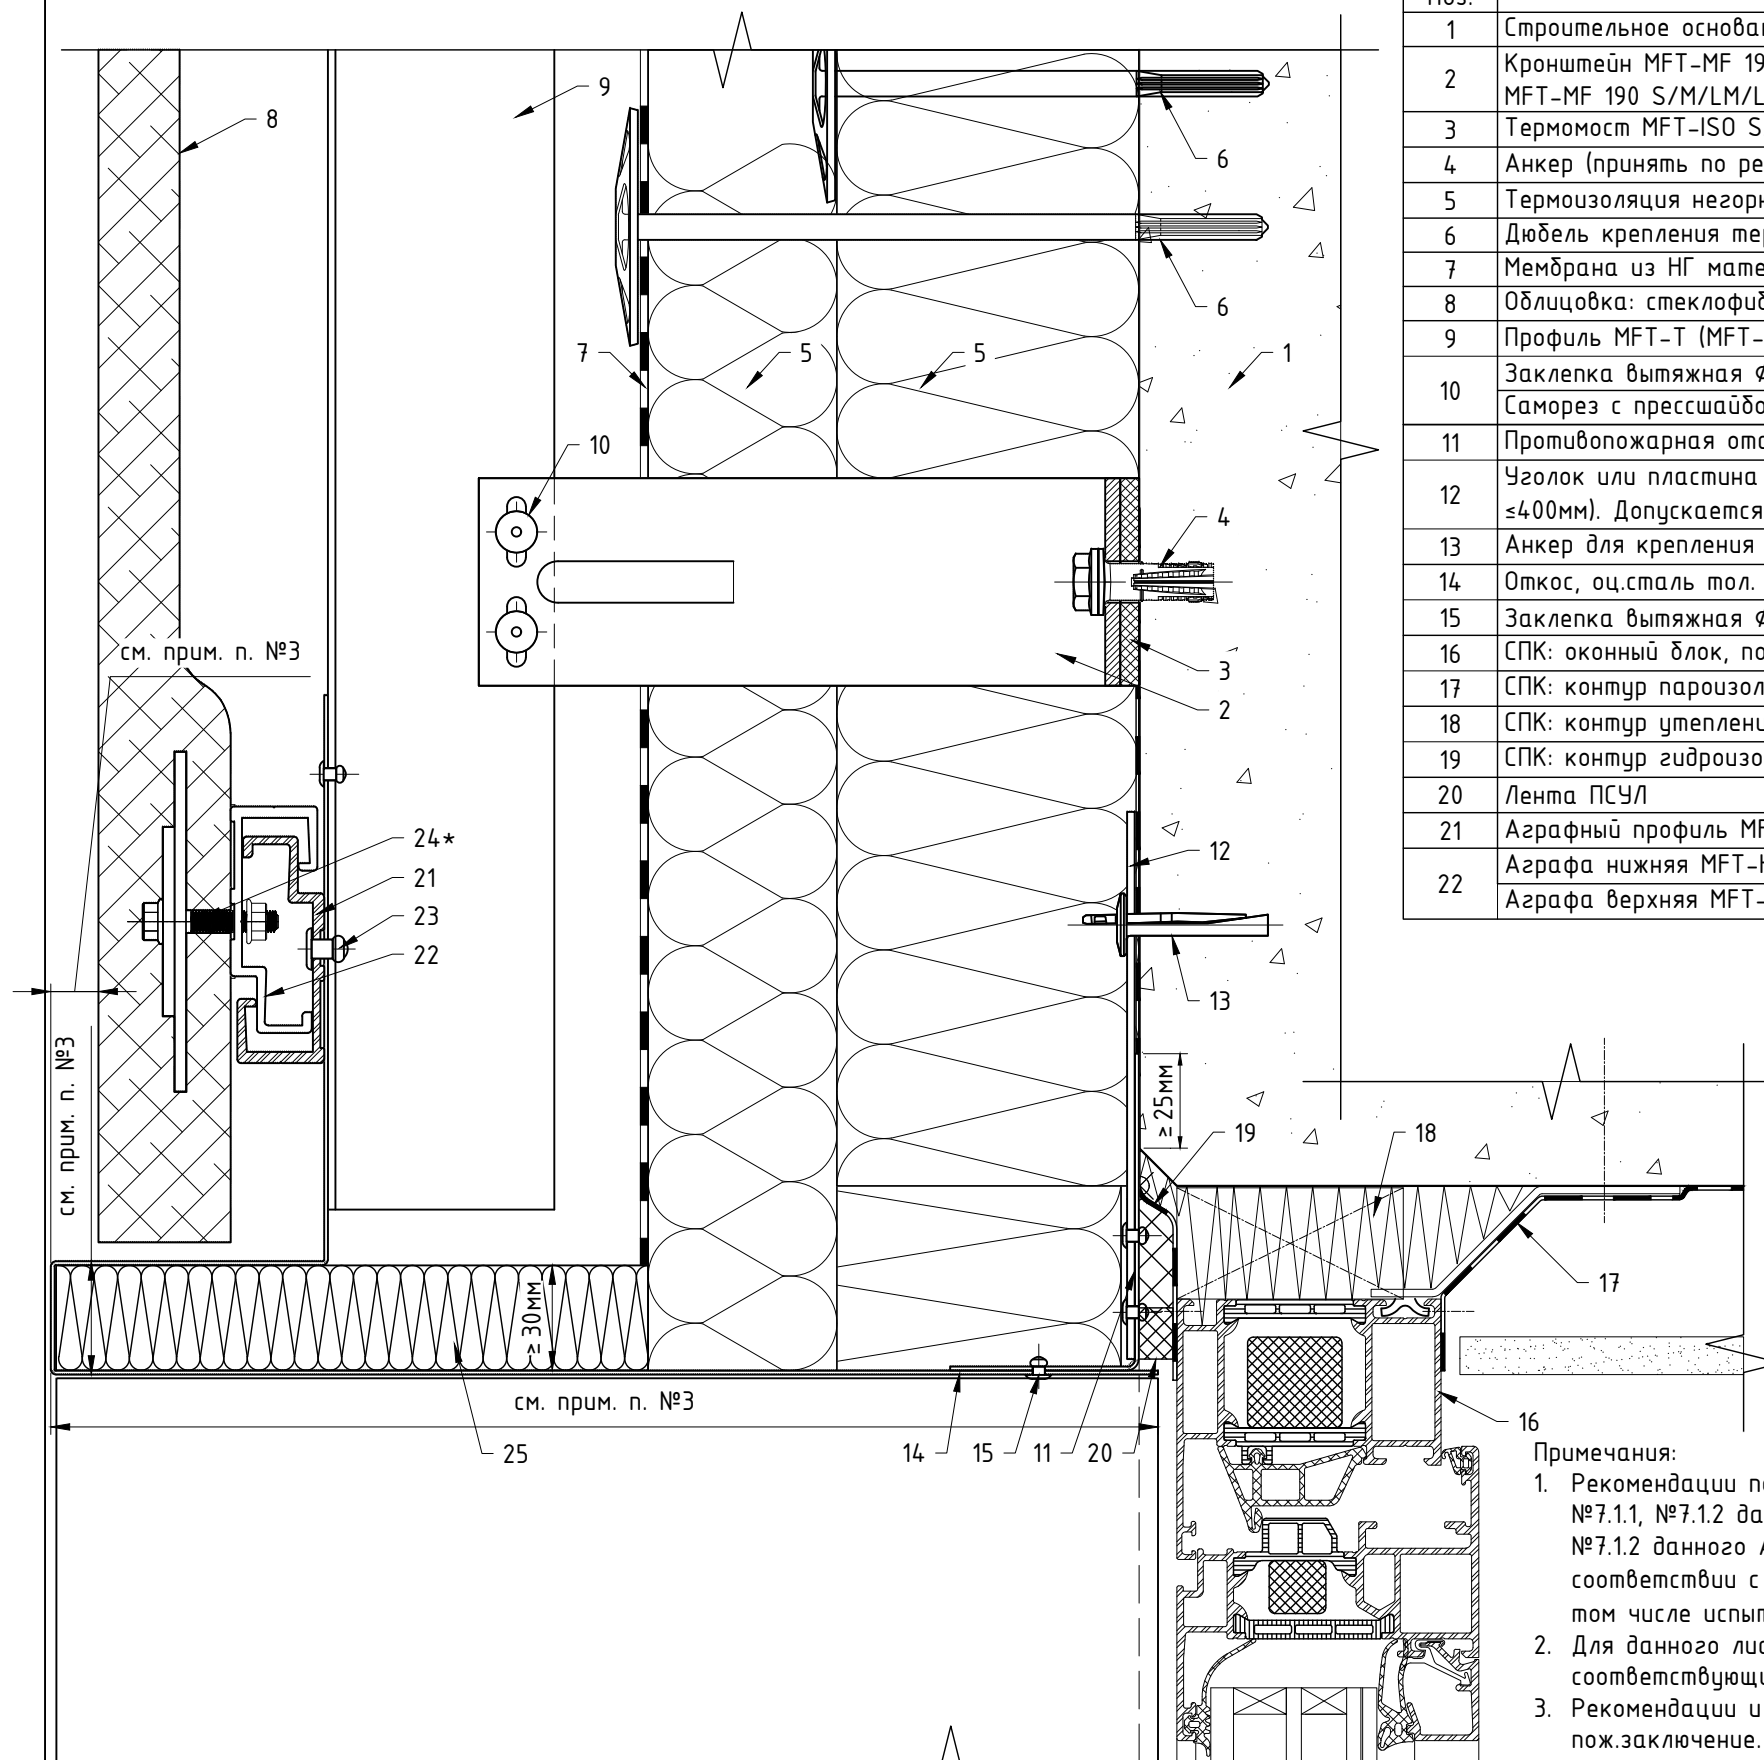 Поз.
1 Строительное основа
2 Кронштейн MFT-MF 19
MFT-MF 190 S/M/LM/L
3 Термомост MFT-ISO S
4 Анкер (принять по ре
5 Термоизоляция негор
6 Дюбель крепления те
7 Мембрана из НГ мате
8 Облицовка: стеклофиб
9 Профиль MFT-T (MFT-
10 Заклепка вытяжная
Саморез с прессшайбо
11 Противопожарная отс
12 Уголок или пластина
≤400мм). Допускается
13 Анкер для крепления
14 Откос, оц.сталь тол.
15 Заклепка вытяжная
16 СПК: оконный блок, по
17 СПК: контур пароизол
18 СПК: контур утеплени
19 СПК: контур гидроизо
20 Лента ПСУЛ
21 Аграфный профиль MF
22 Аграфа нижняя MFT-H
Аграфа верхняя MFT-
8
9
6
6
7
5
5
1
10
4
см. прим. п. №3
3
2
24*
21
23
22
12
13
см. прим. п. №3
≥ 25мм
19
18
17
≥ 30мм
см. прим. п. №3
25
14
15
11
20
16
Примечания:
1. Рекомендации по
№7.1.1, №7.1.2 да
№7.1.2 данного А
соответствии с
том числе испыт
2. Для данного лис
соответствующи
3. Рекомендации и
пож.заключение.